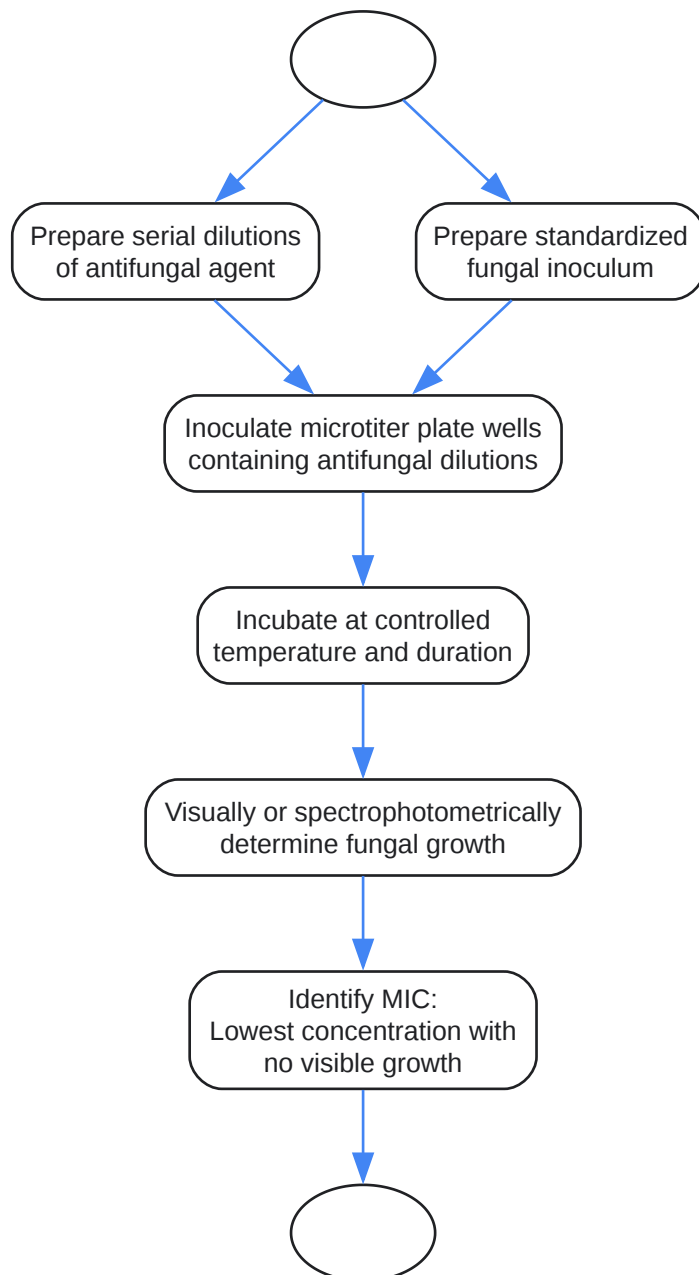 Prepare serial dilutions
of antifungal agent
Prepare standardized
fungal inoculum
Inoculate microtiter plate wells
containing antifungal dilutions
Incubate at controlled
temperature and duration
Visually or spectrophotometrically
determine fungal growth
Identify MIC:
Lowest concentration with
no visible growth